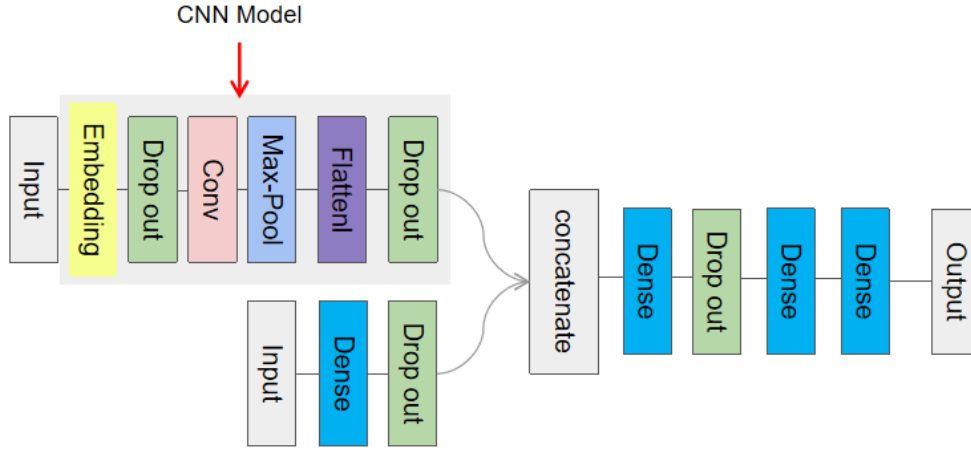 CNN Model
Input
Embedding
Drop out
Conv
Max-Pool
Flattenl
Drop out
Input
Dense
Drop out
concatenate
Dense
Drop out
Dense
Dense
Output